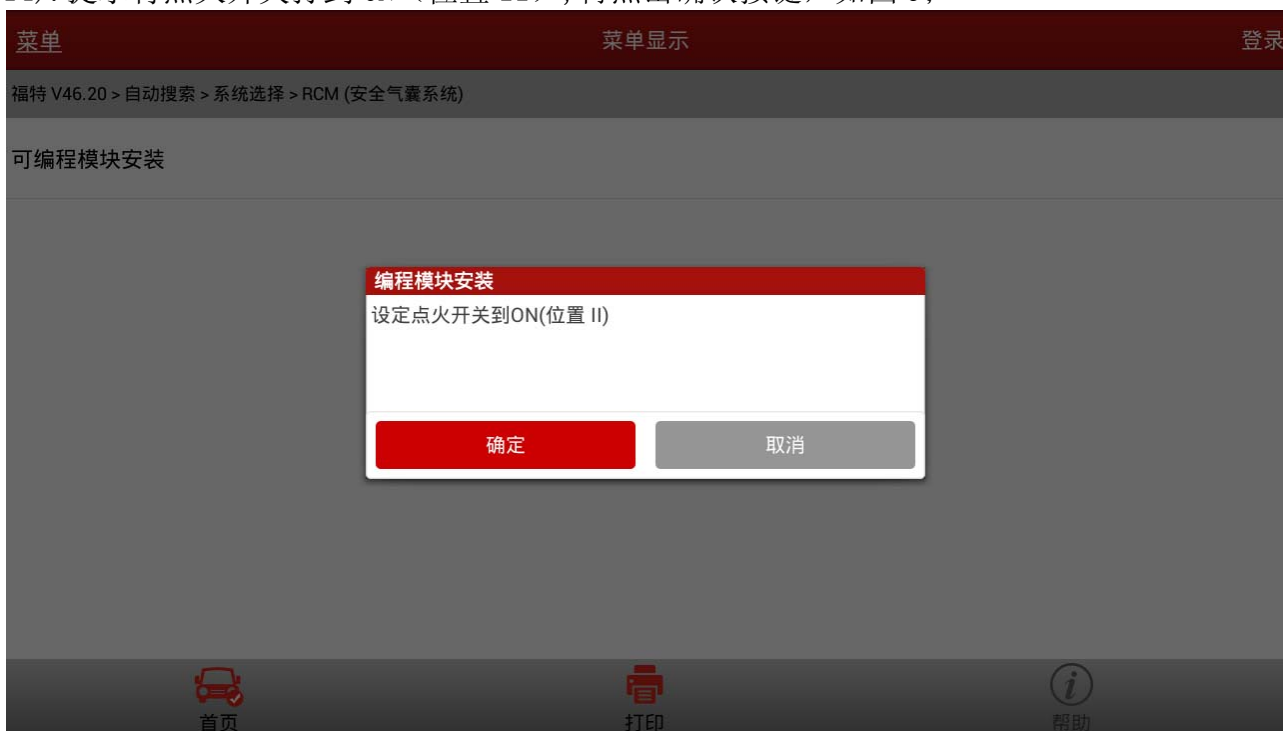 菜单
菜单显示
登录
福特 V46.20 > 自动搜索 > 系统选择 > RCM (安全气囊系统)
可编程模块安装
编程模块安装
设定点火开关到ON(位置 II)
确定
取消
首页
打印
帮助